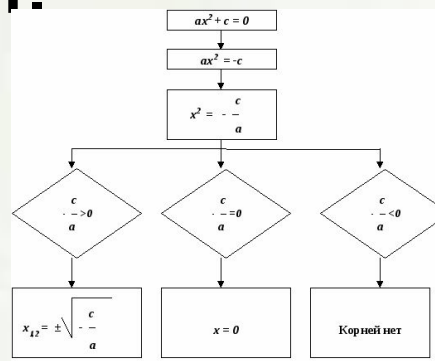 ax² + c = 0
ax² = -c
x² = - c/a
- c/a >0
- c/a =0
- c/a <0
x₁,₂ = ± √(- c/a)
x = 0
Корней нет